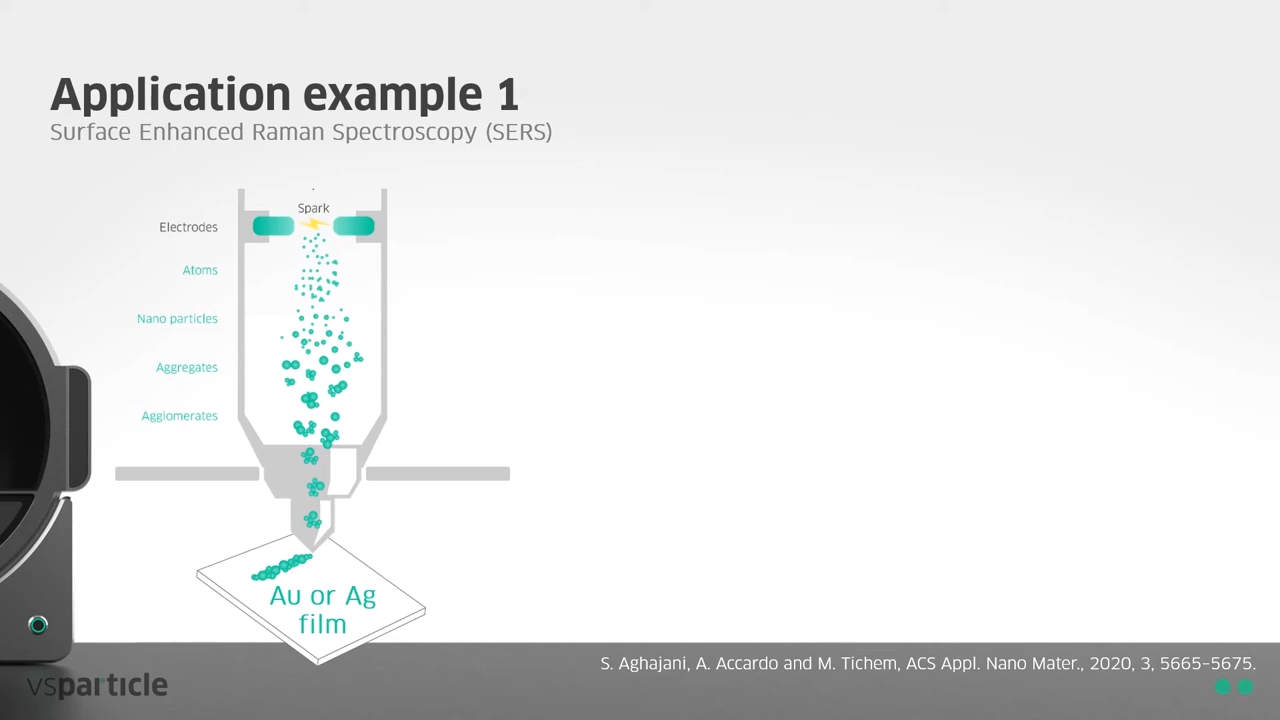 Application example 1
Surface Enhanced Raman Spectroscopy (SERS)
Spark
Electrodes
Atoms
Nano particles
Aggregates
Agglomerates
Au or Ag
film
S. Aghajani, A. Accardo and M. Tichem, ACS Appl. Nano Mater., 2020, 3, 5665–5675.
vsparticle